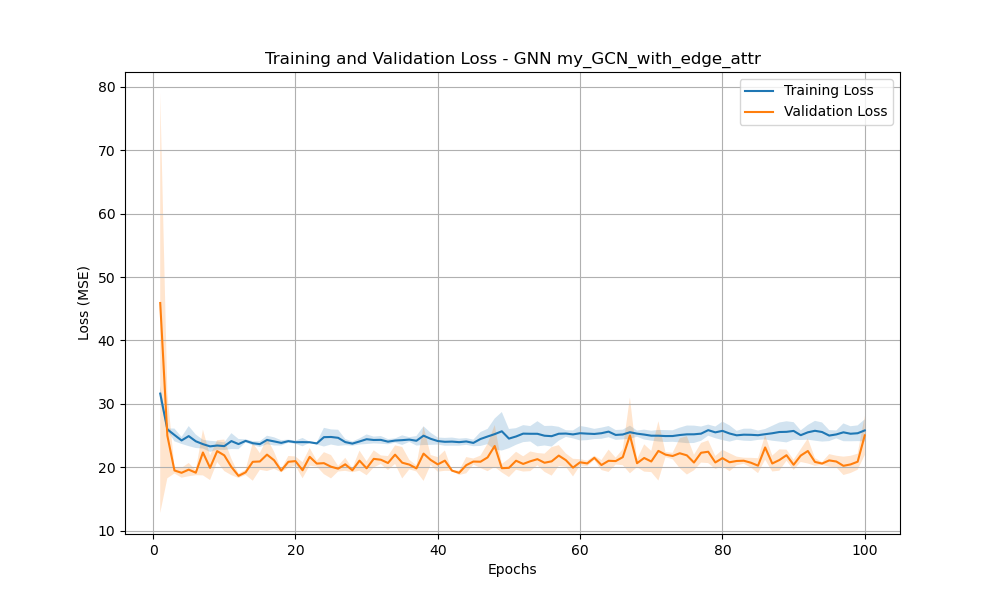 Training and Validation Loss - GNN my_GCN_with_edge_attr
Training Loss
Validation Loss
Loss (MSE)
80
70
60
50
40
30
20
10
0 20 40 60 80 100
Epochs